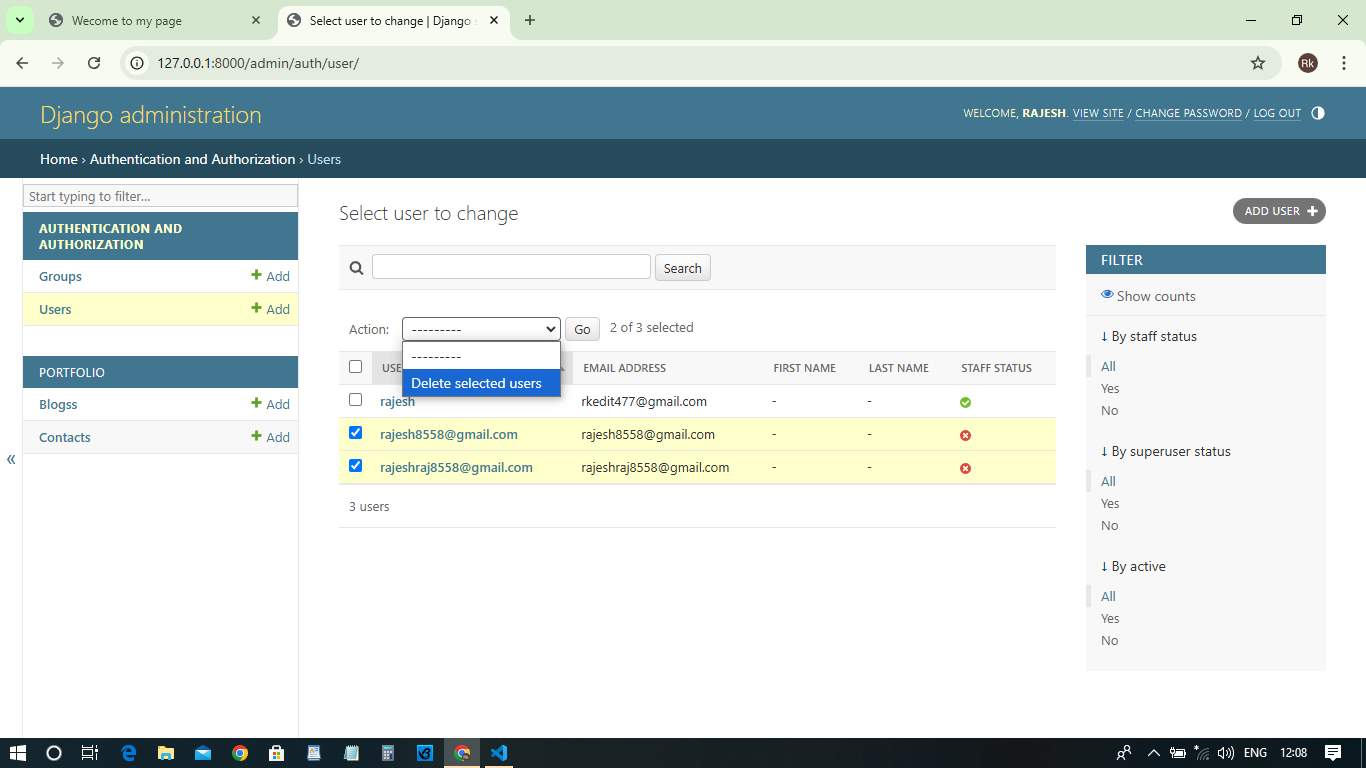 Wecome to my page
Select user to change | Django s
127.0.0.1:8000/admin/auth/user/
Rk
Django administration
WELCOME, RAJESH. VIEW SITE / CHANGE PASSWORD / LOG OUT
Home › Authentication and Authorization › Users
Start typing to filter...
AUTHENTICATION AND
AUTHORIZATION
Groups + Add
Users + Add
PORTFOLIO
Blogss + Add
Contacts + Add
«
Select user to change
ADD USER +
Search
Action: --------- Go 2 of 3 selected
---------
Delete selected users
USE EMAIL ADDRESS FIRST NAME LAST NAME STAFF STATUS
rajesh rkedit477@gmail.com - -
rajesh8558@gmail.com rajesh8558@gmail.com - -
rajeshraj8558@gmail.com rajeshraj8558@gmail.com - -
3 users
FILTER
Show counts
↓ By staff status
All
Yes
No
↓ By superuser status
All
Yes
No
↓ By active
All
Yes
No
ENG 12:08